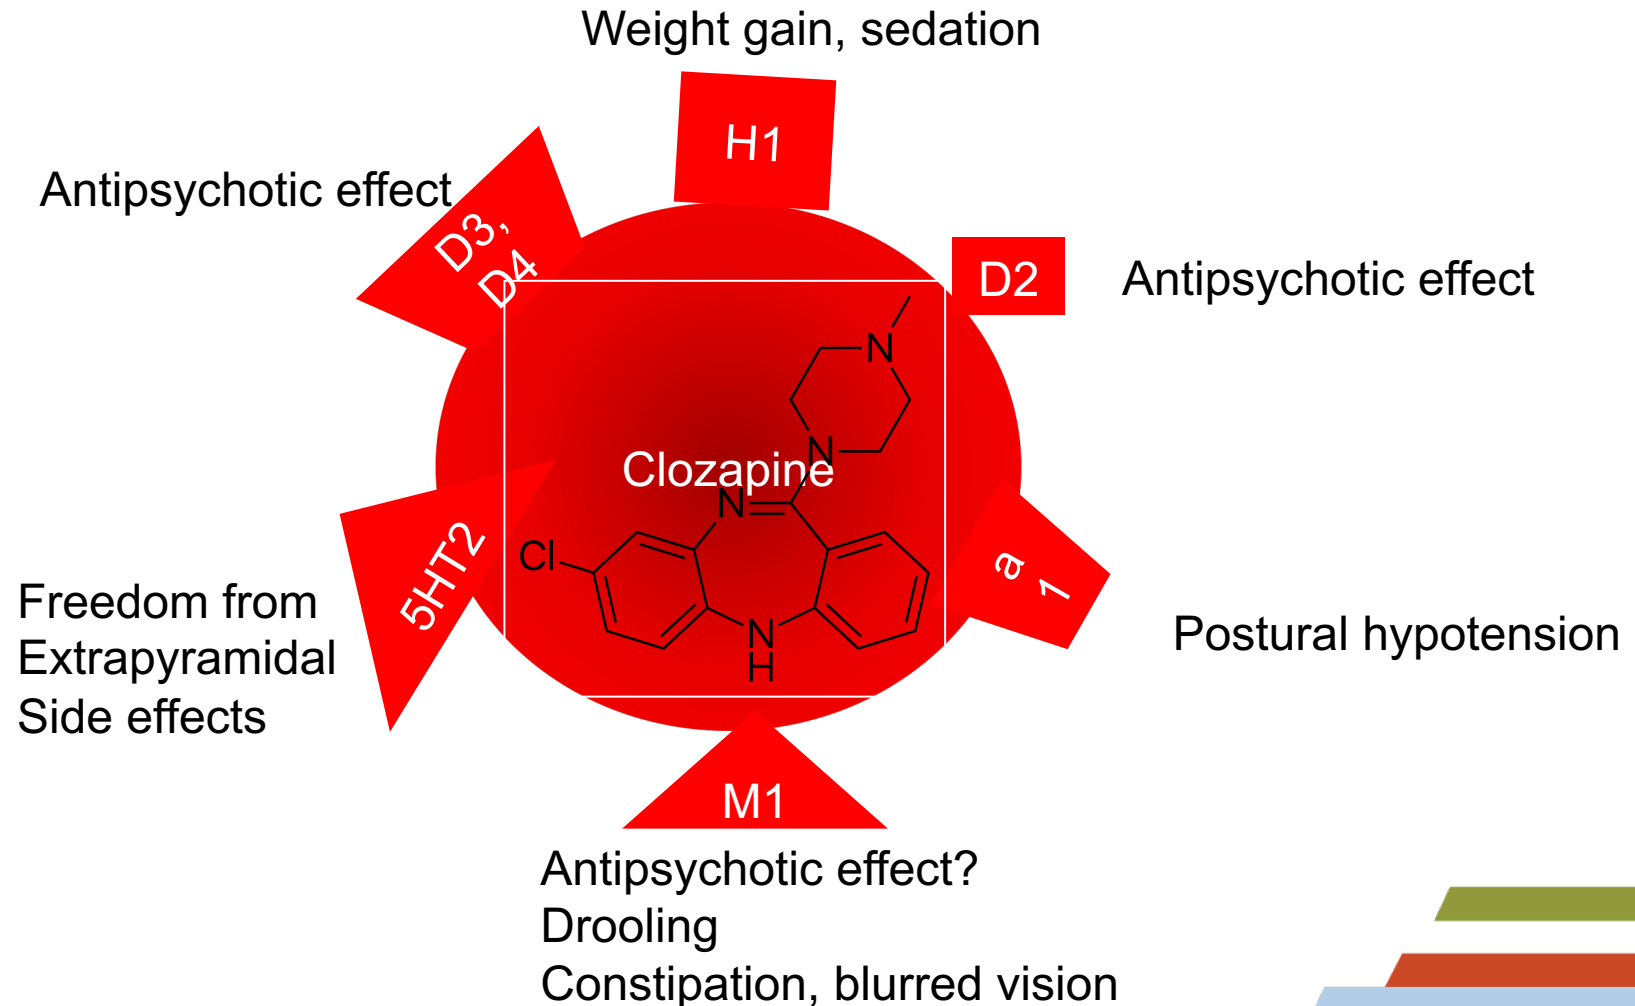 Weight gain, sedation
H1
Antipsychotic effect
D3,
D4
D2
Antipsychotic effect
N
N
Clozapine
N
Cl
5HT2
a
1
Freedom from
Extrapyramidal
Side effects
N
H
Postural hypotension
M1
Antipsychotic effect?
Drooling
Constipation, blurred vision